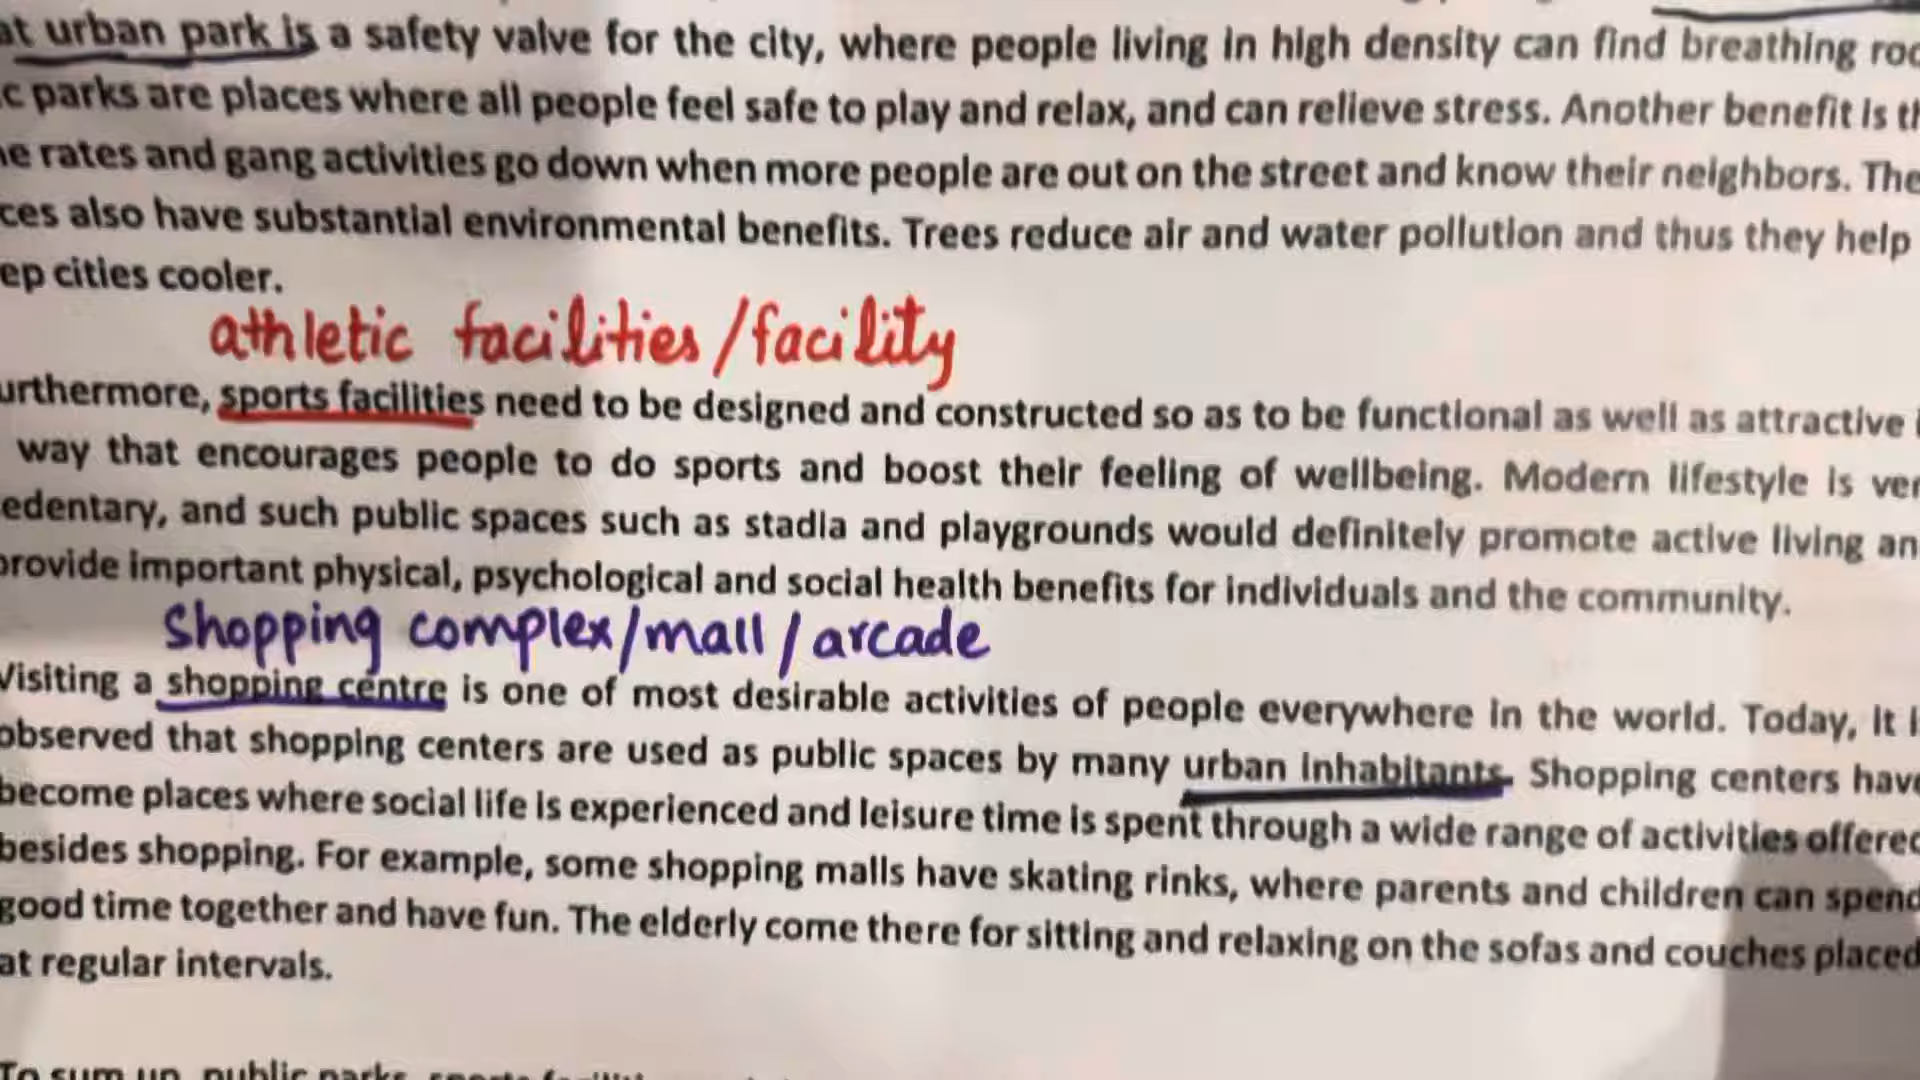 at urban park is a safety valve for the city, where people living in high density can find breathing roo
c parks are places where all people feel safe to play and relax, and can relieve stress. Another benefit is th
e rates and gang activities go down when more people are out on the street and know their neighbors. The
ces also have substantial environmental benefits. Trees reduce air and water pollution and thus they help
ep cities cooler.
athletic facilities/facility
urthermore, sports facilities need to be designed and constructed so as to be functional as well as attractive i
way that encourages people to do sports and boost their feeling of wellbeing. Modern lifestyle is ver
edentary, and such public spaces such as stadia and playgrounds would definitely promote active living an
provide important physical, psychological and social health benefits for individuals and the community.
Shopping complex/mall/arcade
Visiting a shopping centre is one of most desirable activities of people everywhere in the world. Today, it i
observed that shopping centers are used as public spaces by many urban inhabitants. Shopping centers have
become places where social life is experienced and leisure time is spent through a wide range of activities offered
besides shopping. For example, some shopping malls have skating rinks, where parents and children can spend
good time together and have fun. The elderly come there for sitting and relaxing on the sofas and couches placed
at regular intervals.
To sum up, public parks, sports